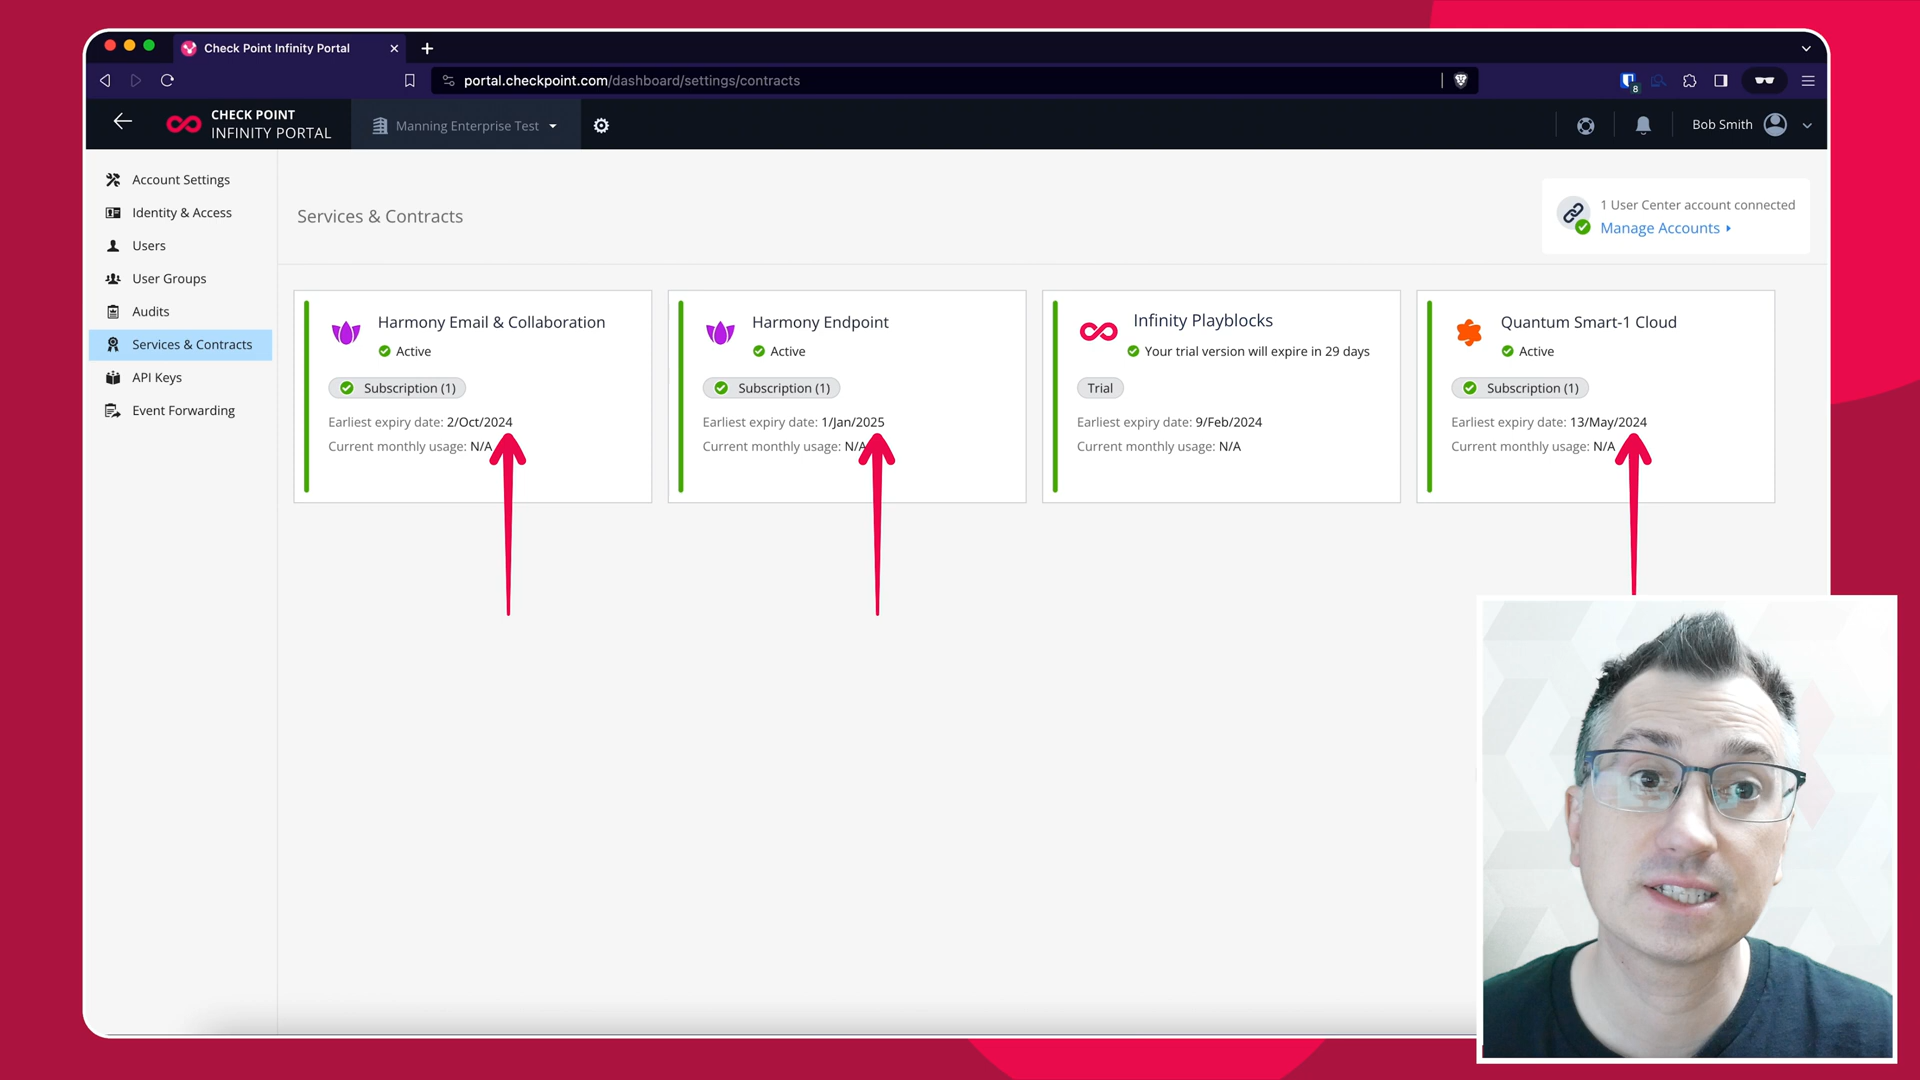 Check Point Infinity Portal
portal.checkpoint.com/dashboard/settings/contracts
8
CHECK POINT
INFINITY PORTAL
Manning Enterprise Test
Bob Smith
Account Settings
Identity & Access
Users
User Groups
Audits
Services & Contracts
API Keys
Event Forwarding
Services & Contracts
1 User Center account connected
Manage Accounts
Harmony Email & Collaboration
Active
Subscription (1)
Earliest expiry date: 2/Oct/2024
Current monthly usage: N/A
Harmony Endpoint
Active
Subscription (1)
Earliest expiry date: 1/Jan/2025
Current monthly usage: N/A
Infinity Playblocks
Your trial version will expire in 29 days
Trial
Earliest expiry date: 9/Feb/2024
Current monthly usage: N/A
Quantum Smart-1 Cloud
Active
Subscription (1)
Earliest expiry date: 13/May/2024
Current monthly usage: N/A